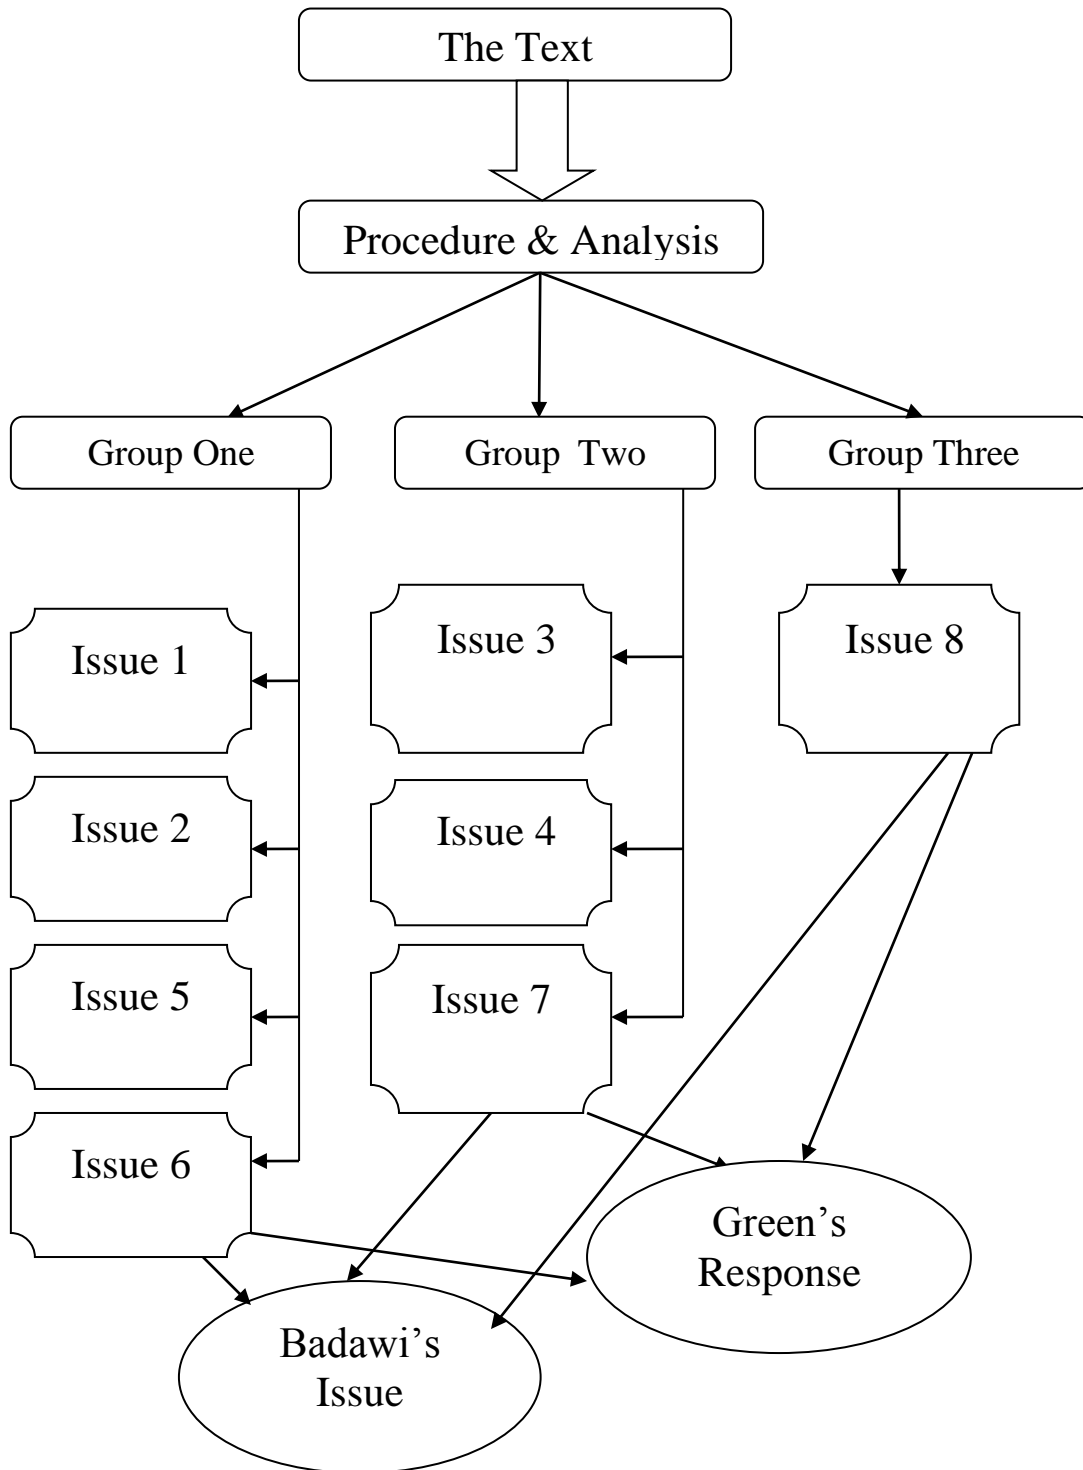 The Text
Procedure & Analysis
Group One
Group Two
Group Three
Issue 1
Issue 2
Issue 5
Issue 6
Issue 3
Issue 4
Issue 7
Issue 8
Green’s
Response
Badawi’s
Issue